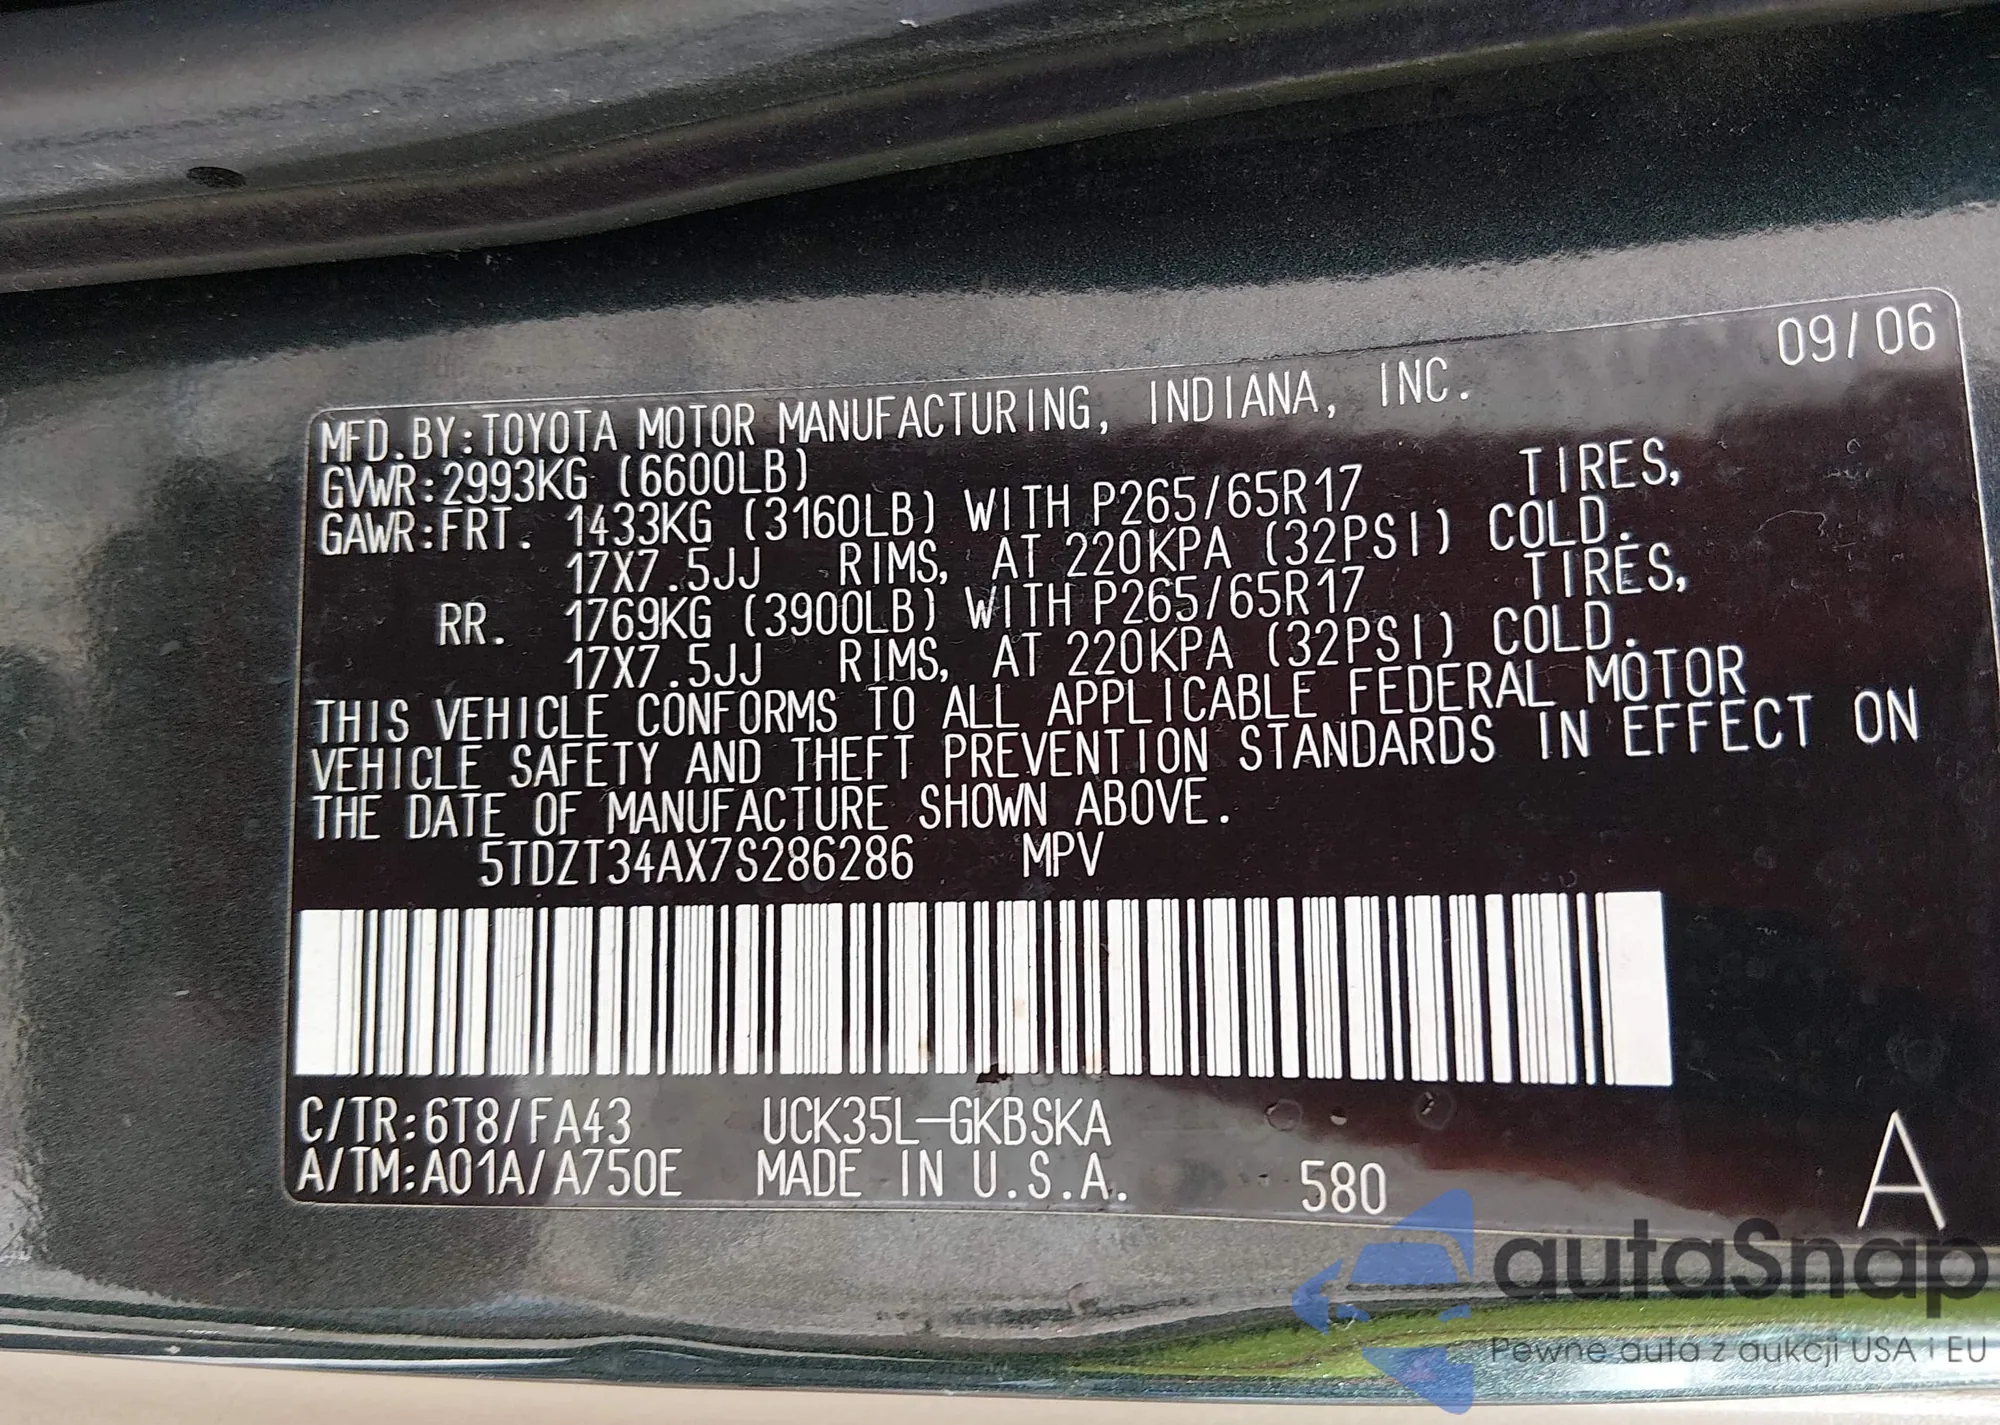 09/06
MFD.BY:TOYOTA MOTOR MANUFACTURING, INDIANA, INC.
GVWR:2993KG (6600LB)
GAWR:FRT. 1433KG (3160LB) WITH P265/65R17 TIRES,
17X7.5JJ RIMS, AT 220KPA (32PSI) COLD.
RR. 1769KG (3900LB) WITH P265/65R17 TIRES,
17X7.5JJ RIMS, AT 220KPA (32PSI) COLD.
THIS VEHICLE CONFORMS TO ALL APPLICABLE FEDERAL MOTOR
VEHICLE SAFETY AND THEFT PREVENTION STANDARDS IN EFFECT ON
THE DATE OF MANUFACTURE SHOWN ABOVE.
5TDZT34AX7S286286 MPV
C/TR:6T8/FA43 UCK35L-GKBSKA
A/TM:A01A/A750E MADE IN U.S.A. 580 A
autaSnap
Pewne auta z aukcji USA i EU